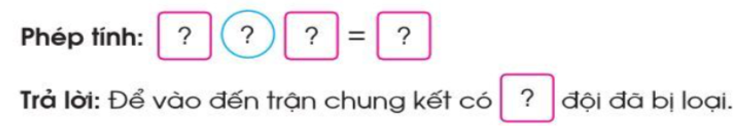 Phép tính: ? ? ? = ?
Trả lời: Để vào đến trận chung kết có ? đội đã bị loại.